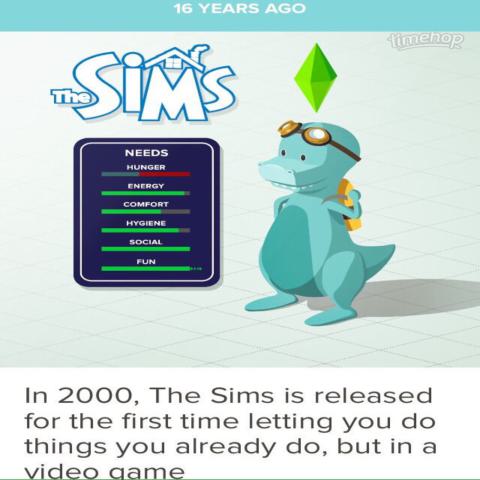 16 YEARS AGO
timehop
The SiMS
NEEDS
HUNGER
ENERGY
COMFORT
HYGIENE
SOCIAL
FUN
In 2000, The Sims is released
for the first time letting you do
things you already do, but in a
video game